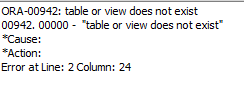 ORA-00942: table or view does not exist
00942. 00000 -  "table or view does not exist"
*Cause:
*Action:
Error at Line: 2 Column: 24